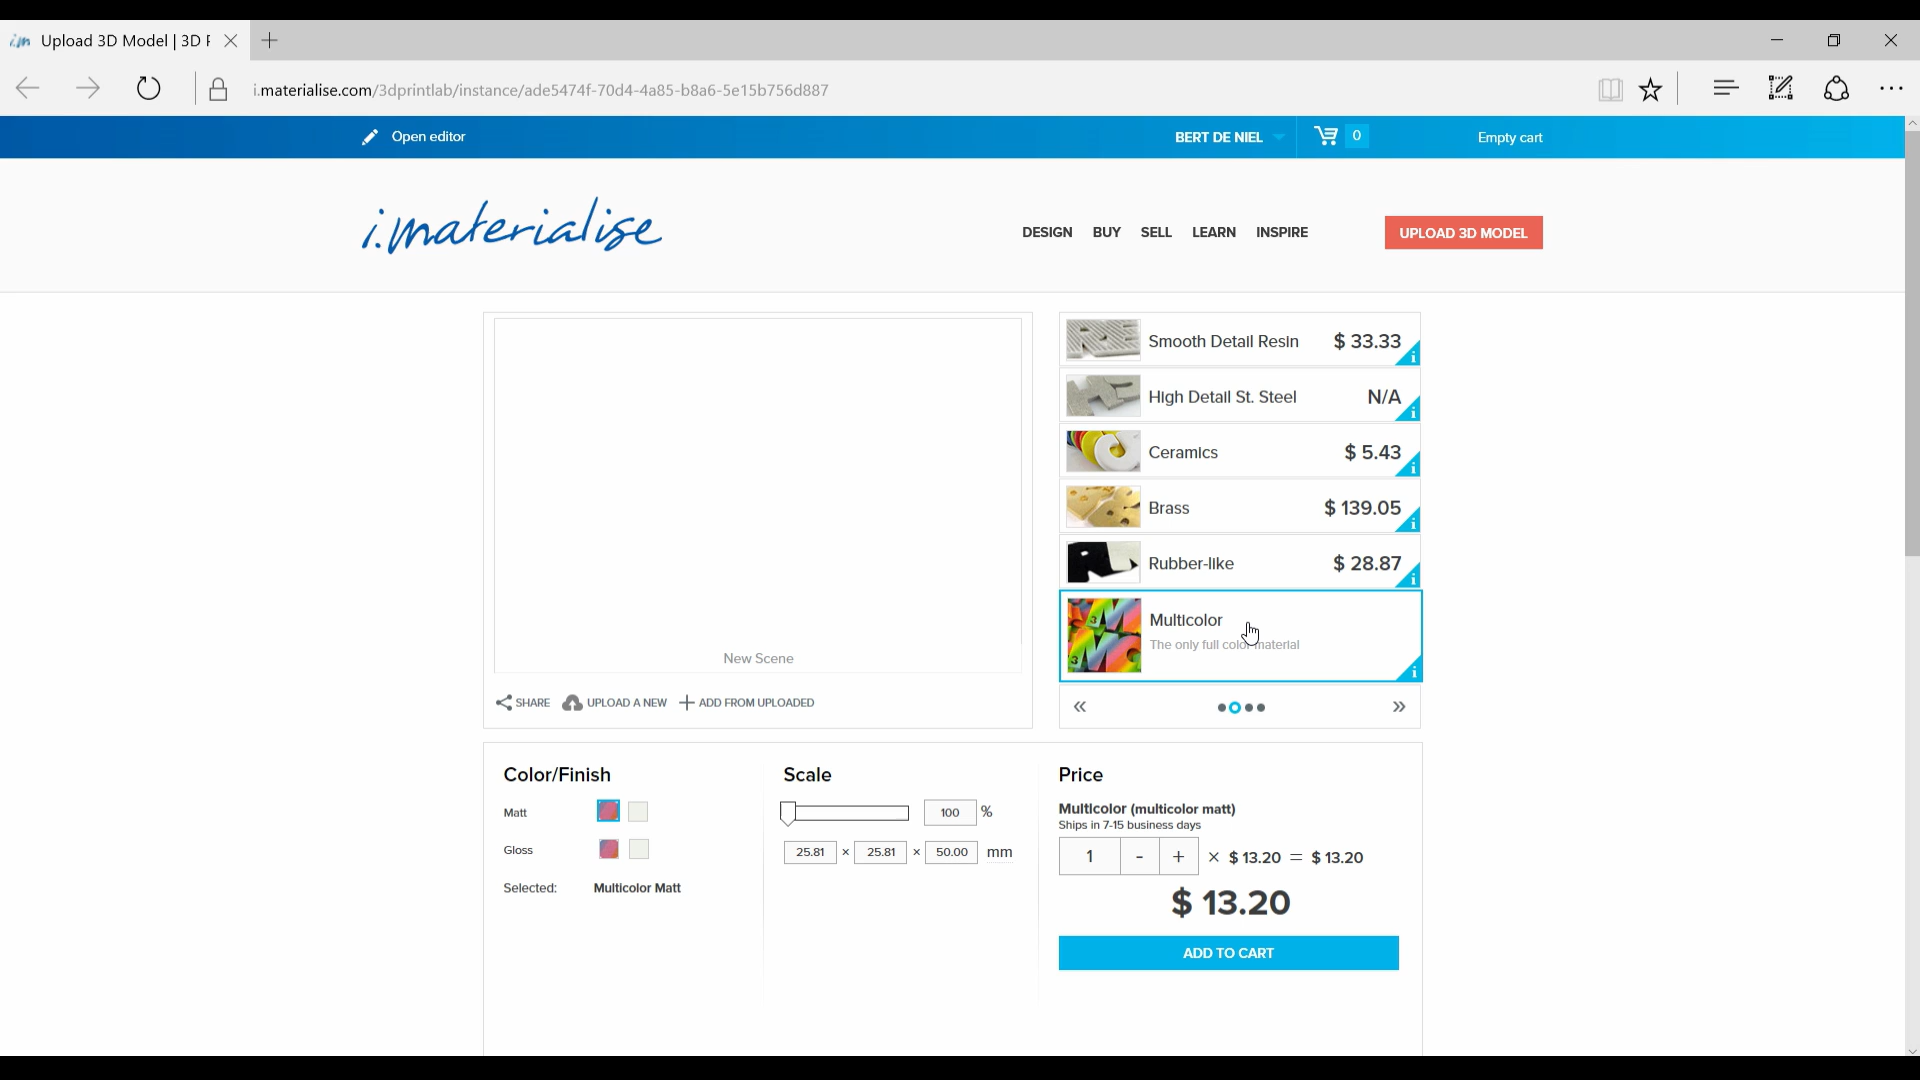 i.m Upload 3D Model | 3D F
i.materialise.com/3dprintlab/instance/ade5474f-70d4-4a85-b8a6-5e15b756d887
Open editor
BERT DE NIEL
0
Empty cart
i.materialise
DESIGN BUY SELL LEARN INSPIRE
UPLOAD 3D MODEL
New Scene
SHARE UPLOAD A NEW ADD FROM UPLOADED
Smooth Detail Resin $ 33.33
High Detail St. Steel N/A
Ceramics $ 5.43
Brass $ 139.05
Rubber-like $ 28.87
Multicolor
The only full color material
« »
Color/Finish
Matt
Gloss
Selected: Multicolor Matt
Scale
100 %
25.81 × 25.81 × 50.00 mm
Price
Multicolor (multicolor matt)
Ships in 7-15 business days
1 - + × $ 13.20 = $ 13.20
$ 13.20
ADD TO CART